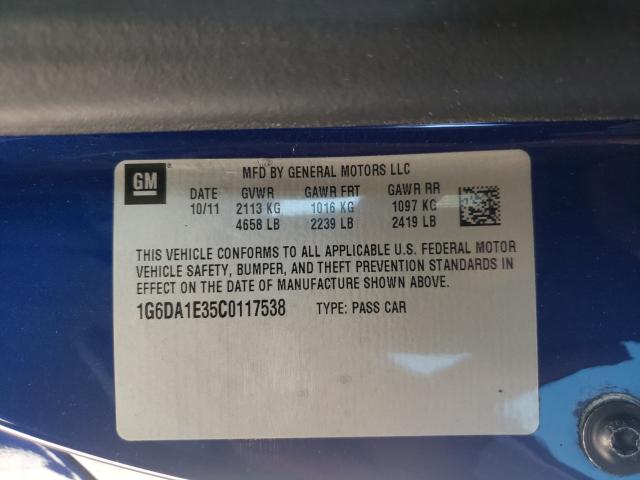 GM
MFD BY GENERAL MOTORS LLC
DATE GVWR GAWR FRT GAWR RR
10/11 2113 KG 1016 KG 1097 KG
4658 LB 2239 LB 2419 LB
THIS VEHICLE CONFORMS TO ALL APPLICABLE U.S. FEDERAL MOTOR
VEHICLE SAFETY, BUMPER, AND THEFT PREVENTION STANDARDS IN
EFFECT ON THE DATE OF MANUFACTURE SHOWN ABOVE.
1G6DA1E35C0117538 TYPE: PASS CAR